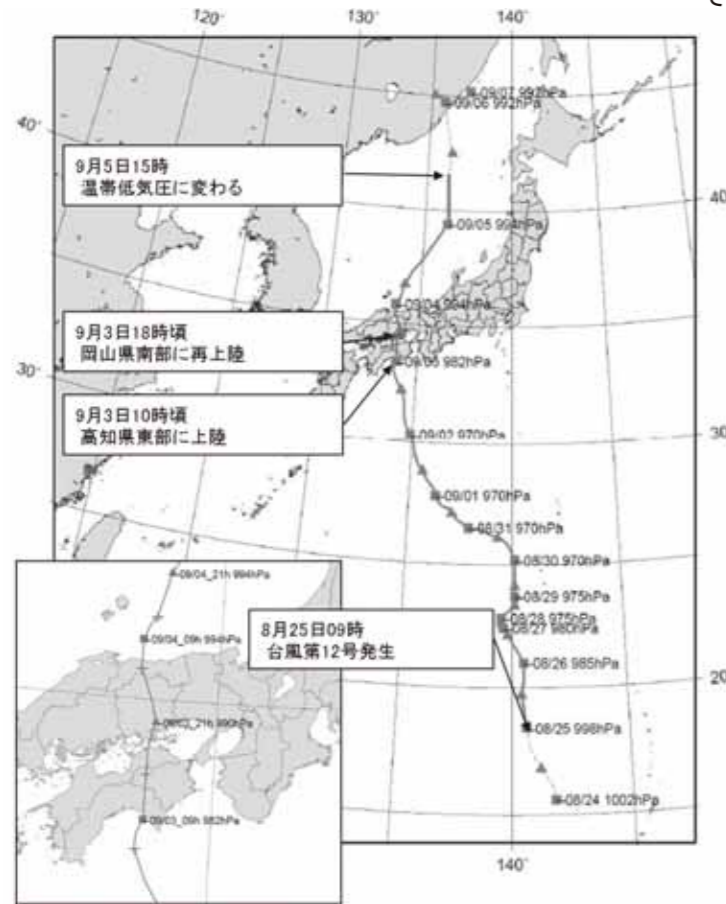 120°
130°
140°
09/07 992hPa
09/06 992hPa
40°
9月5日15時
温帯低気圧に変わる
40°
09/05 994hPa
09/04 994hPa
9月3日18時頃
岡山県南部に再上陸
30°
09/03 982hPa
9月3日10時頃
高知県東部に上陸
09/02 970hPa
30°
09/01 970hPa
08/31 970hPa
08/30 970hPa
09/04_21h 994hPa
08/29 975hPa
08/28 975hPa
8月25日09時
台風第12号発生
08/27 980hPa
09/04_09h 994hPa
08/26 985hPa
20°
09/03_21h 990hPa
08/25 998hPa
08/24 1002hPa
09/03_09h 982hPa
140°